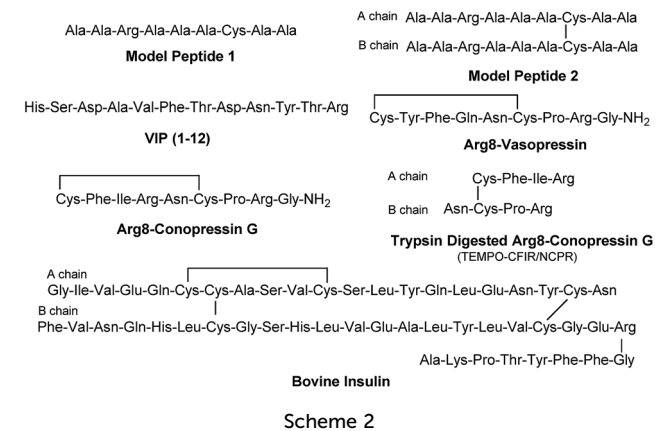 Ala-Ala-Arg-Ala-Ala-Ala-Cys-Ala-Ala
Model Peptide 1
A chain Ala-Ala-Arg-Ala-Ala-Ala-Cys-Ala-Ala
B chain Ala-Ala-Arg-Ala-Ala-Ala-Cys-Ala-Ala
Model Peptide 2
His-Ser-Asp-Ala-Val-Phe-Thr-Asp-Asn-Tyr-Thr-Arg
VIP (1-12)
Cys-Tyr-Phe-Gln-Asn-Cys-Pro-Arg-Gly-NH2
Arg8-Vasopressin
Cys-Phe-Ile-Arg-Asn-Cys-Pro-Arg-Gly-NH2
Arg8-Conopressin G
A chain Cys-Phe-Ile-Arg
B chain Asn-Cys-Pro-Arg
Trypsin Digested Arg8-Conopressin G
(TEMPO-CFIR/NCPR)
A chain
Gly-Ile-Val-Glu-Gln-Cys-Cys-Ala-Ser-Val-Cys-Ser-Leu-Tyr-Gln-Leu-Glu-Asn-Tyr-Cys-Asn
B chain
Phe-Val-Asn-Gln-His-Leu-Cys-Gly-Ser-His-Leu-Val-Glu-Ala-Leu-Tyr-Leu-Val-Cys-Gly-Glu-Arg
Ala-Lys-Pro-Thr-Tyr-Phe-Phe-Gly
Bovine Insulin
Scheme 2